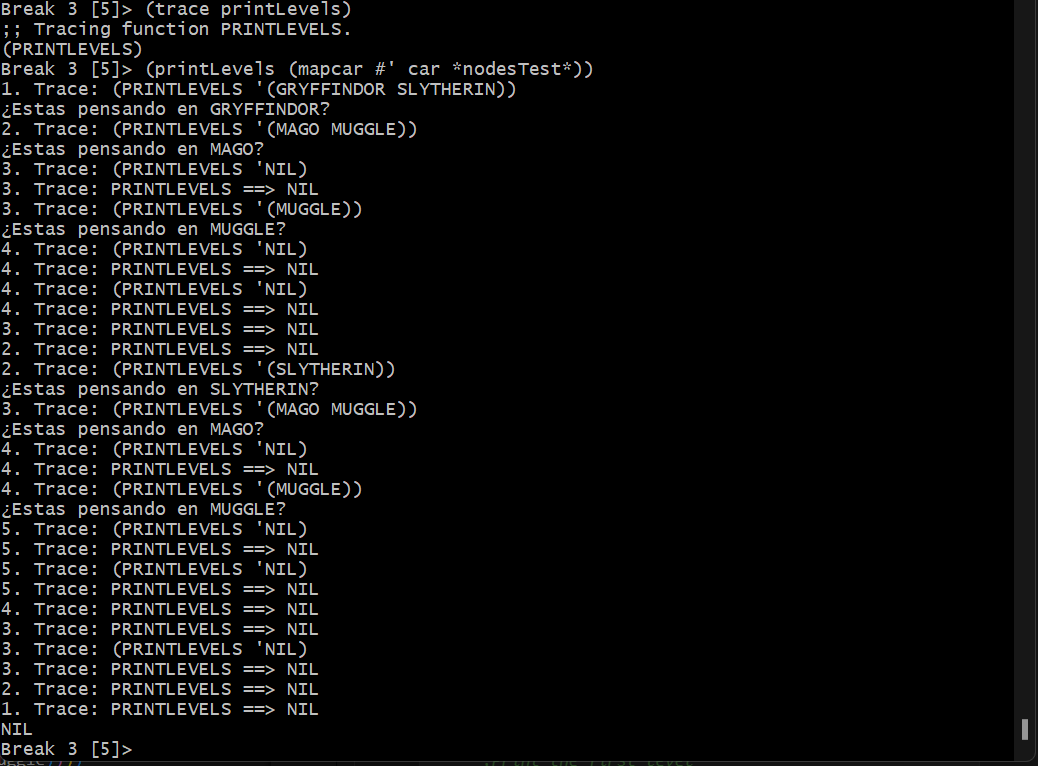 Break 3 [5]> (trace printLevels)
;; Tracing function PRINTLEVELS.
(PRINTLEVELS)
Break 3 [5]> (printLevels (mapcar #' car *nodesTest*))
1. Trace: (PRINTLEVELS '(GRYFFINDOR SLYTHERIN))
¿Estas pensando en GRYFFINDOR?
2. Trace: (PRINTLEVELS '(MAGO MUGGLE))
¿Estas pensando en MAGO?
3. Trace: (PRINTLEVELS 'NIL)
3. Trace: PRINTLEVELS ==> NIL
3. Trace: (PRINTLEVELS '(MUGGLE))
¿Estas pensando en MUGGLE?
4. Trace: (PRINTLEVELS 'NIL)
4. Trace: PRINTLEVELS ==> NIL
4. Trace: (PRINTLEVELS 'NIL)
4. Trace: PRINTLEVELS ==> NIL
3. Trace: PRINTLEVELS ==> NIL
2. Trace: PRINTLEVELS ==> NIL
2. Trace: (PRINTLEVELS '(SLYTHERIN))
¿Estas pensando en SLYTHERIN?
3. Trace: (PRINTLEVELS '(MAGO MUGGLE))
¿Estas pensando en MAGO?
4. Trace: (PRINTLEVELS 'NIL)
4. Trace: PRINTLEVELS ==> NIL
4. Trace: (PRINTLEVELS '(MUGGLE))
¿Estas pensando en MUGGLE?
5. Trace: (PRINTLEVELS 'NIL)
5. Trace: PRINTLEVELS ==> NIL
5. Trace: (PRINTLEVELS 'NIL)
5. Trace: PRINTLEVELS ==> NIL
4. Trace: PRINTLEVELS ==> NIL
3. Trace: PRINTLEVELS ==> NIL
3. Trace: (PRINTLEVELS 'NIL)
3. Trace: PRINTLEVELS ==> NIL
2. Trace: PRINTLEVELS ==> NIL
1. Trace: PRINTLEVELS ==> NIL
NIL
Break 3 [5]>